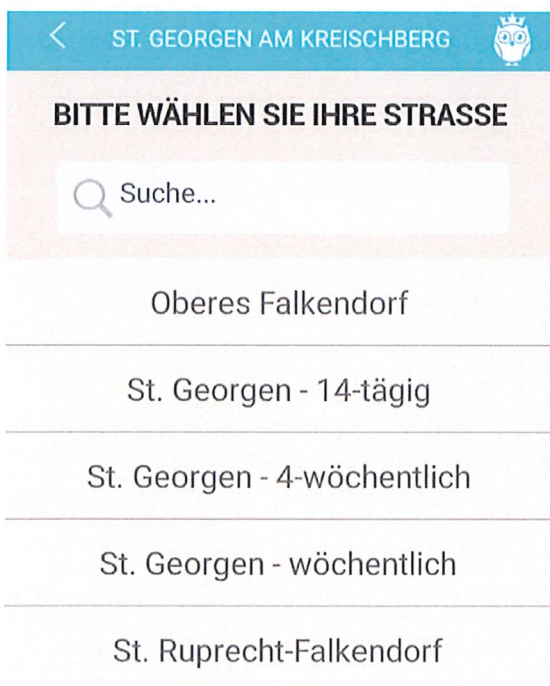 ST. GEORGEN AM KREISCHBERG
BITTE WÄHLEN SIE IHRE STRASSE
Suche...
Oberes Falkendorf
St. Georgen - 14-tägig
St. Georgen - 4-wöchentlich
St. Georgen - wöchentlich
St. Ruprecht-Falkendorf